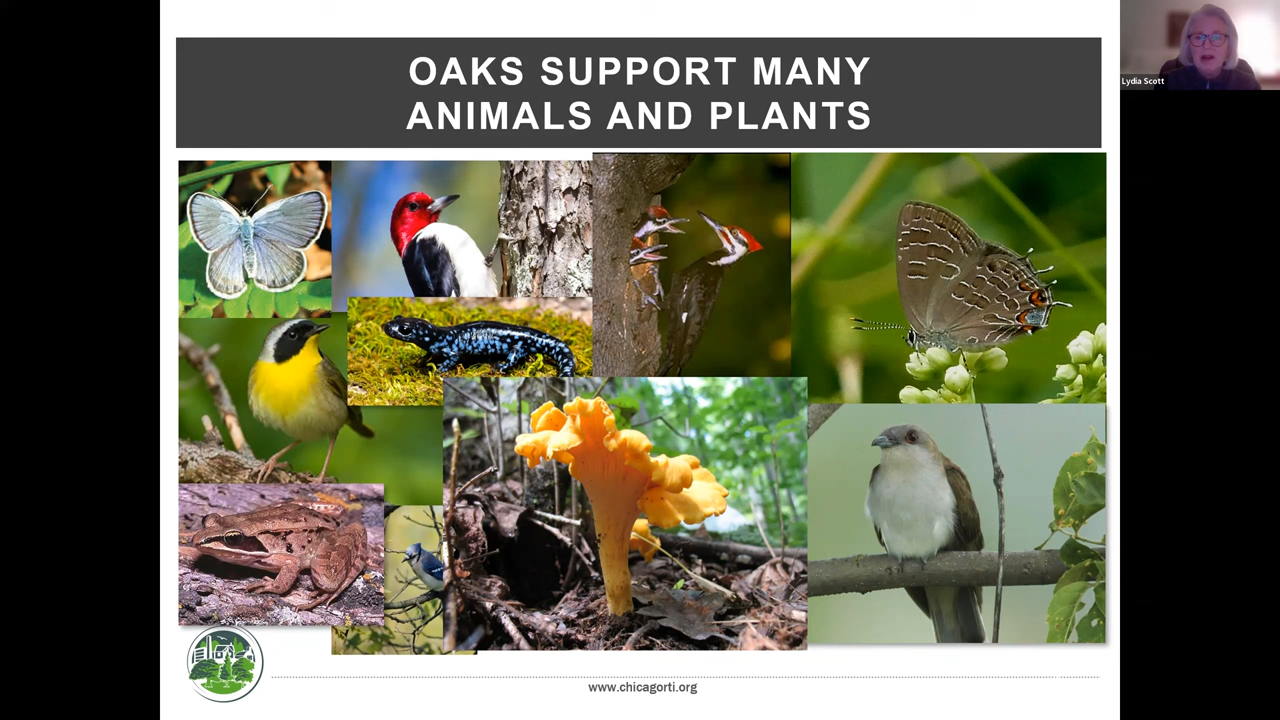 OAKS SUPPORT MANY
ANIMALS AND PLANTS
Lydia Scott
www.chicagorti.org